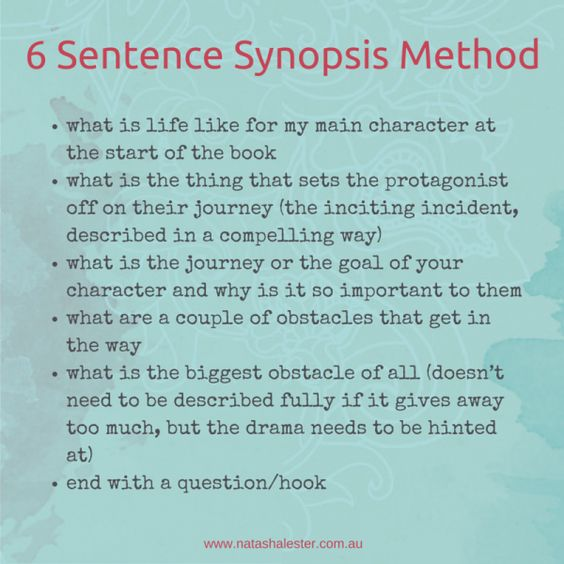 6 Sentence Synopsis Method
• what is life like for my main character at
the start of the book
• what is the thing that sets the protagonist
off on their journey (the inciting incident,
described in a compelling way)
• what is the journey or the goal of your
character and why is it so important to them
• what are a couple of obstacles that get in
the way
• what is the biggest obstacle of all (doesn't
need to be described fully if it gives away
too much, but the drama needs to be hinted
at)
• end with a question/hook
www.natashalester.com.au